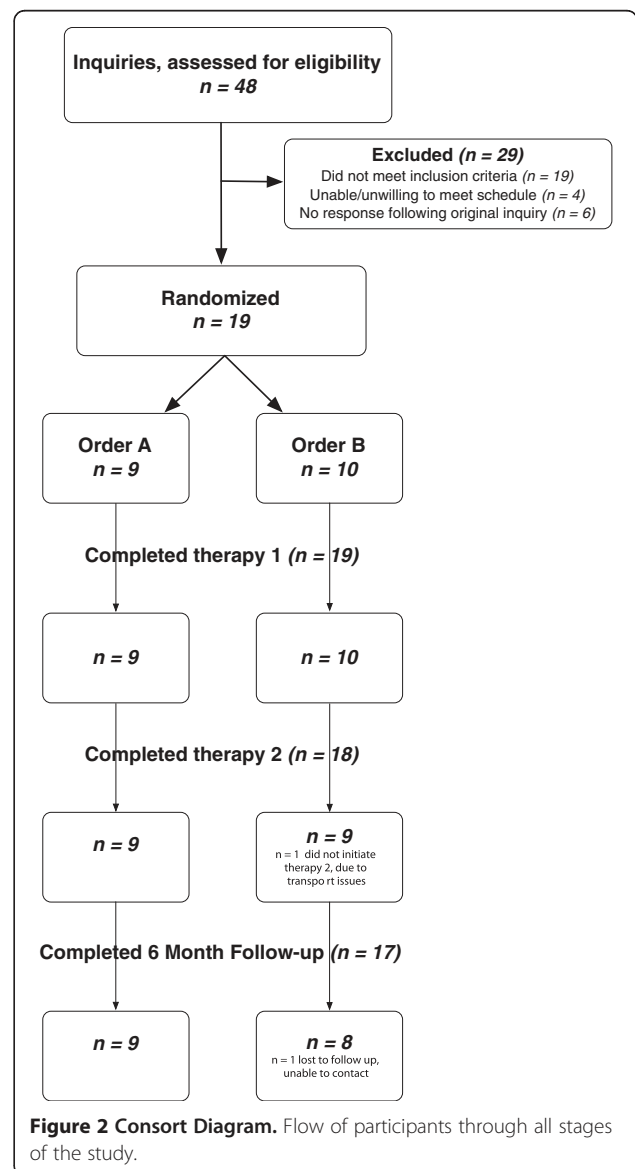 Inquiries, assessed for eligibility
n = 48
Excluded (n = 29)
Did not meet inclusion criteria (n = 19)
Unable/unwilling to meet schedule (n = 4)
No response following original inquiry (n = 6)
Randomized
n = 19
Order A
n = 9
Order B
n = 10
Completed therapy 1 (n = 19)
n = 9
n = 10
Completed therapy 2 (n = 18)
n = 9
n = 9
n = 1 did not initiate
therapy 2, due to
transpo rt issues
Completed 6 Month Follow-up (n = 17)
n = 9
n = 8
n = 1 lost to follow up,
unable to contact
Figure 2 Consort Diagram. Flow of participants through all stages
of the study.